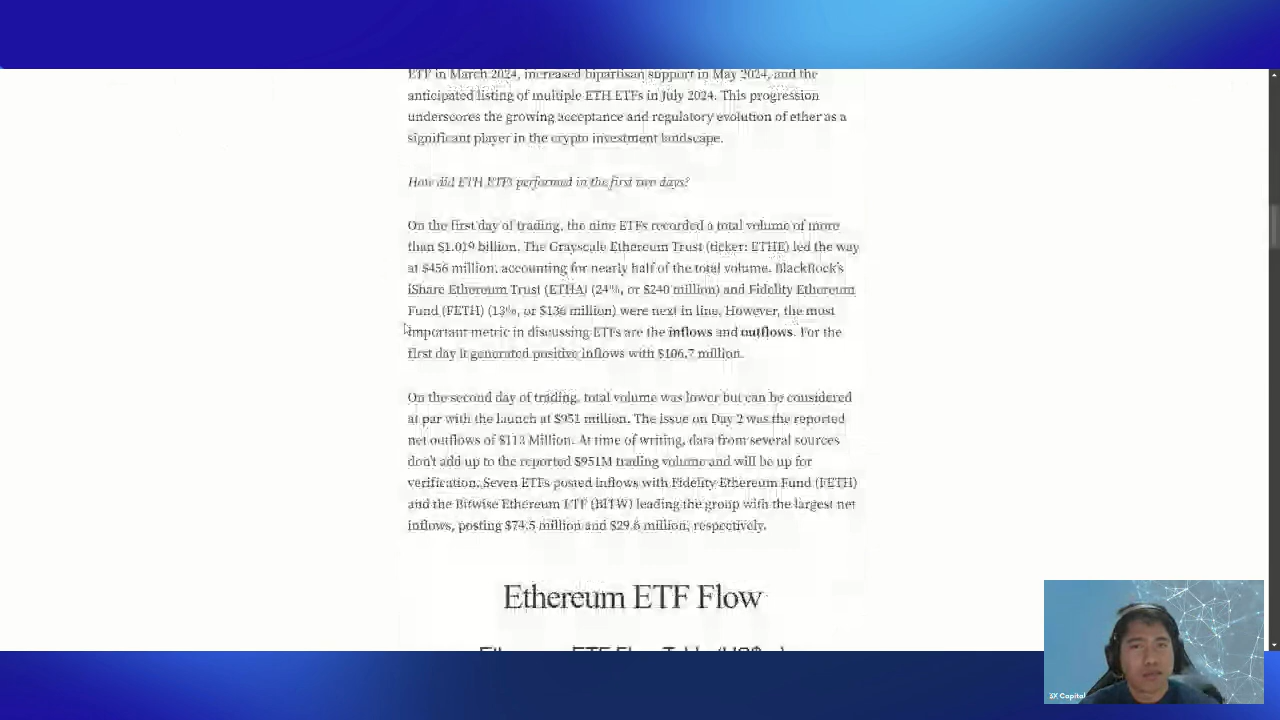 ETF in March 2024, increased bipartisan support in May 2024, and the
anticipated listing of multiple ETH ETFs in July 2024. This progression
underscores the growing acceptance and regulatory evolution of ether as a
significant player in the crypto investment landscape.
How did ETH ETFs performed in the first two days?
On the first day of trading, the nine ETFs recorded a total volume of more
than $1.019 billion. The Grayscale Ethereum Trust (ticker: ETHE) led the way
at $456 million, accounting for nearly half of the total volume. BlackRock's
iShare Ethereum Trust (ETHA) (24%, or $240 million) and Fidelity Ethereum
Fund (FETH) (13%, or $136 million) were next in line. However, the most
important metric in discussing ETFs are the inflows and outflows. For the
first day it generated positive inflows with $106.7 million.
On the second day of trading, total volume was lower but can be considered
at par with the launch at $951 million. The issue on Day 2 was the reported
net outflows of $113 Million. At time of writing, data from several sources
don't add up to the reported $951M trading volume and will be up for
verification. Seven ETFs posted inflows with Fidelity Ethereum Fund (FETH)
and the Bitwise Ethereum ETF (BITW) leading the group with the largest net
inflows, posting $74.5 million and $29.6 million, respectively.
Ethereum ETF Flow
3X Capital